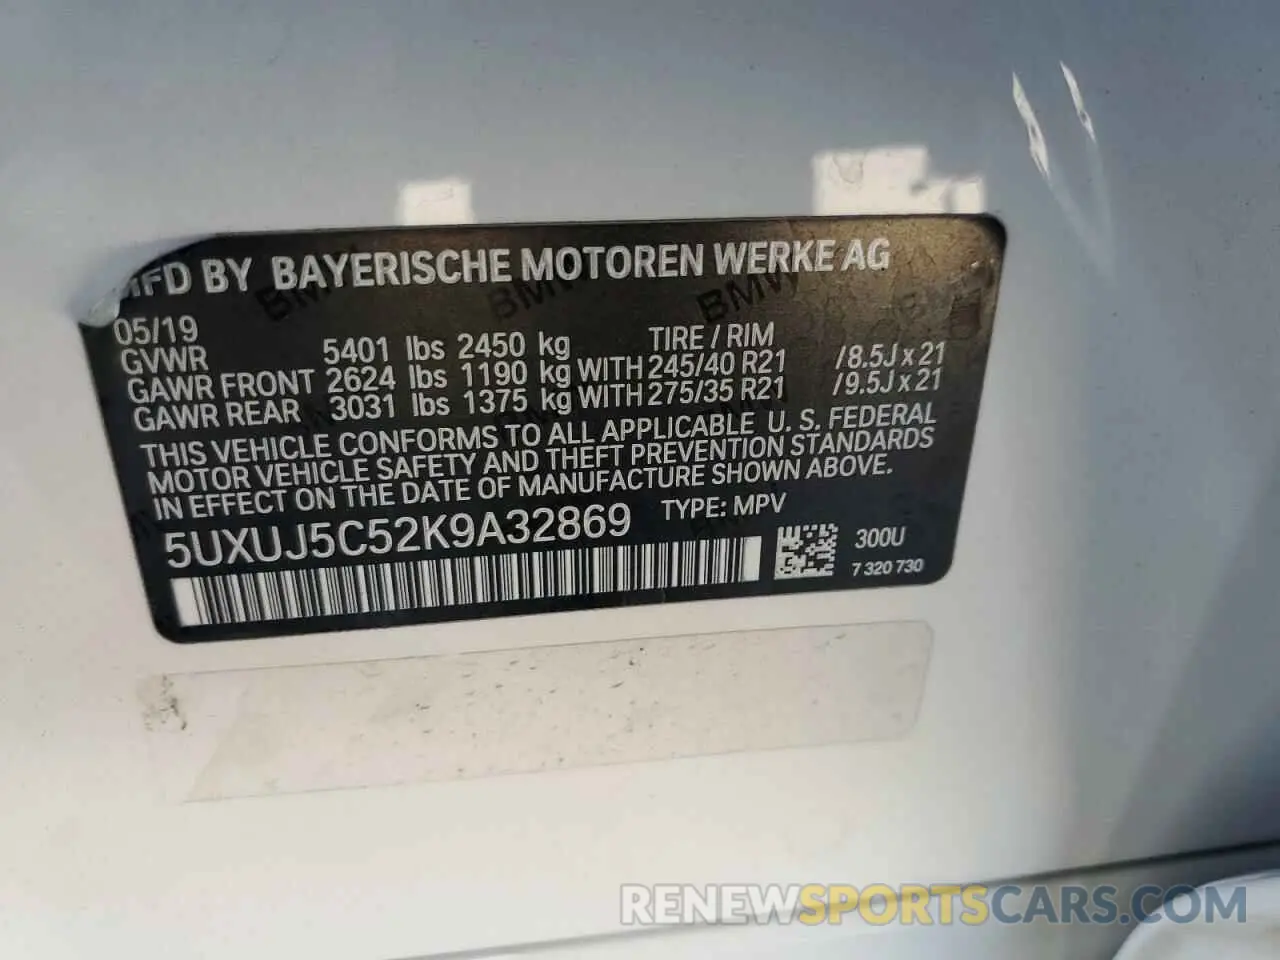 MFD BY BAYERISCHE MOTOREN WERKE AG
05/19
GVWR 5401 lbs 2450 kg TIRE / RIM
GAWR FRONT 2624 lbs 1190 kg WITH 245/40 R21 /8.5J x 21
GAWR REAR 3031 lbs 1375 kg WITH 275/35 R21 /9.5J x 21
THIS VEHICLE CONFORMS TO ALL APPLICABLE U. S. FEDERAL
MOTOR VEHICLE SAFETY AND THEFT PREVENTION STANDARDS
IN EFFECT ON THE DATE OF MANUFACTURE SHOWN ABOVE.
5UXUJ5C52K9A32869 TYPE: MPV
300U
7 320 730
RENEWSPORTSCARS.COM